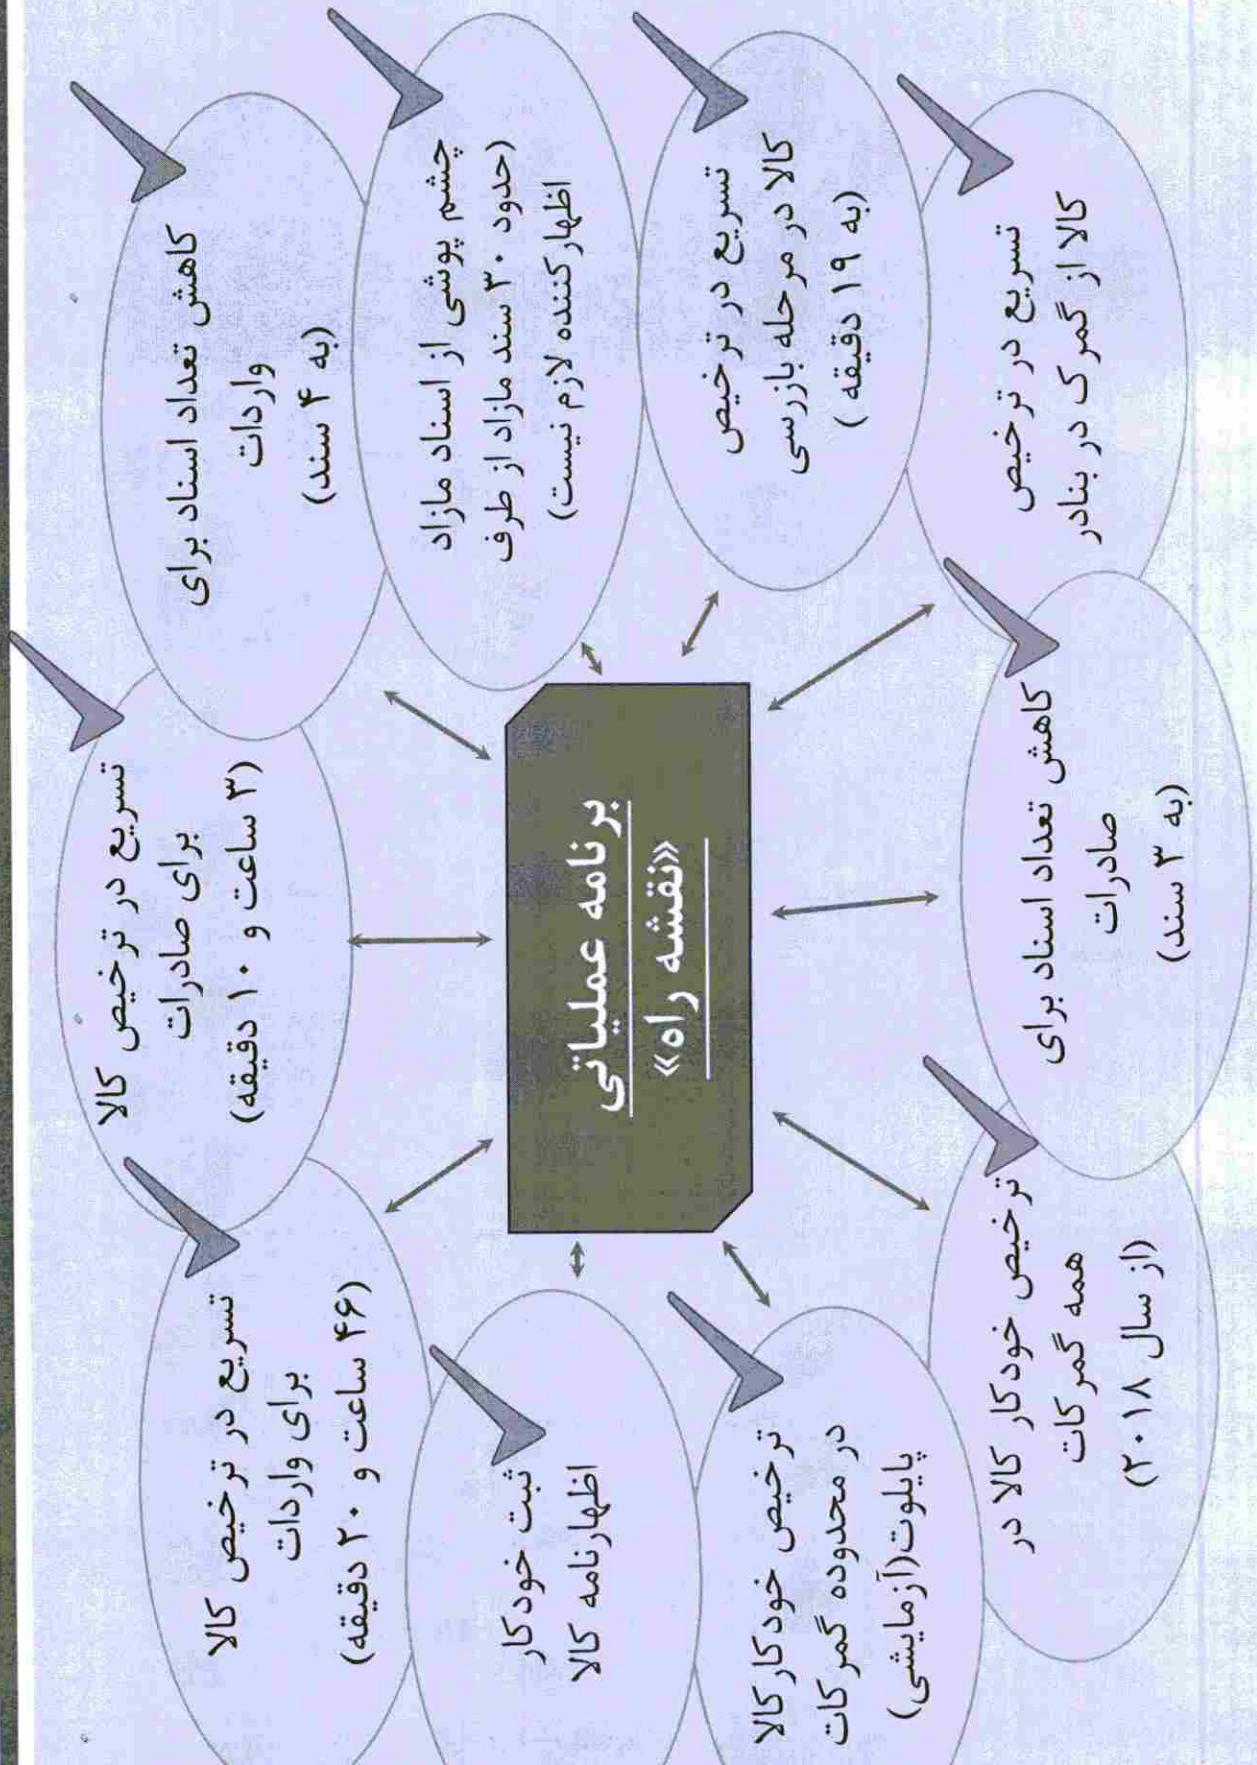 کاهش تعداد اسناد برای
واردات
(به ۴ سند)
تسریع در ترخیص کالا
برای صادرات
(۳ ساعت و ۱۰ دقیقه)
تسریع در ترخیص کالا
برای واردات
(۴۶ ساعت و ۲۰ دقیقه)
چشم پوشی از اسناد مازاد
(حدود ۳۰ سند مازاد از طرف
اظهارکننده لازم نیست)
برنامه عملیاتی
«نقشه راه»
ثبت خودکار
اظهارنامه کالا
تسریع در ترخیص
کالا در مرحله بازرسی
(به ۱۹ دقیقه )
ترخیص خودکارکالا
در محدوده گمرکات
پایلوت(آزمایشی)
تسریع در ترخیص
کالا از گمرک در بنادر
کاهش تعداد اسناد برای
صادرات
(به ۳ سند)
ترخیص خودکار کالا در
همه گمرکات
(از سال ۲۰۱۸)